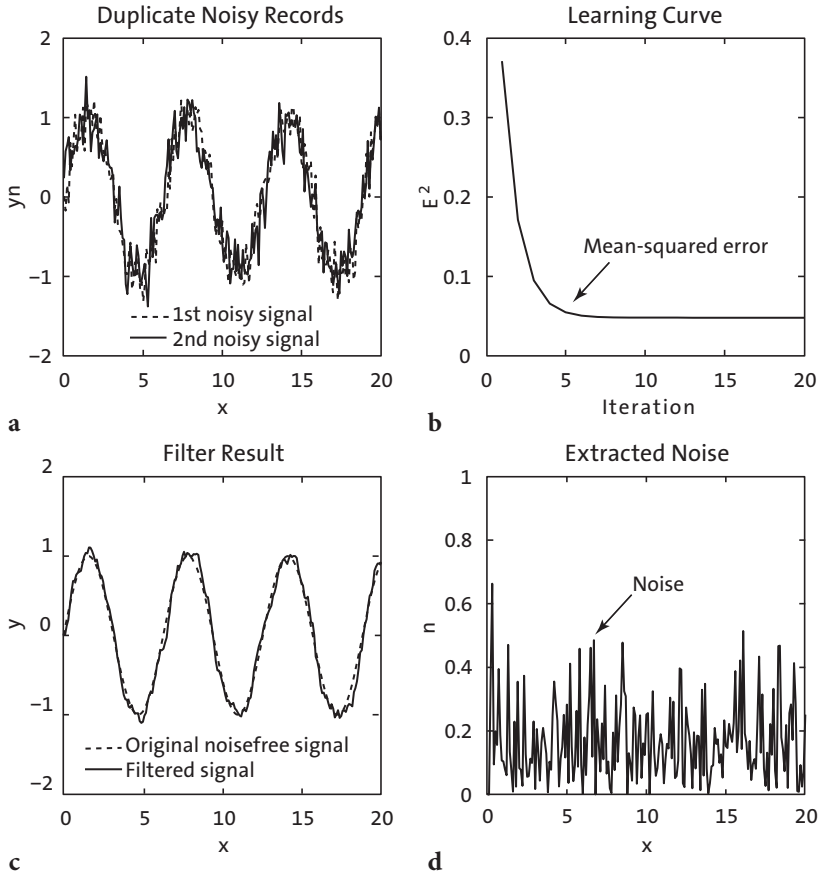 Duplicate Noisy Records
2
1
0
−1
−2
yn
1st noisy signal
2nd noisy signal
0 5 10 15 20
x
a
Learning Curve
0.4
0.3
0.2
0.1
0
E²
Mean-squared error
0 5 10 15 20
Iteration
b
Filter Result
2
1
0
−1
−2
y
Original noisefree signal
Filtered signal
0 5 10 15 20
x
c
Extracted Noise
1
0.8
0.6
0.4
0.2
0
n
Noise
0 5 10 15 20
x
d